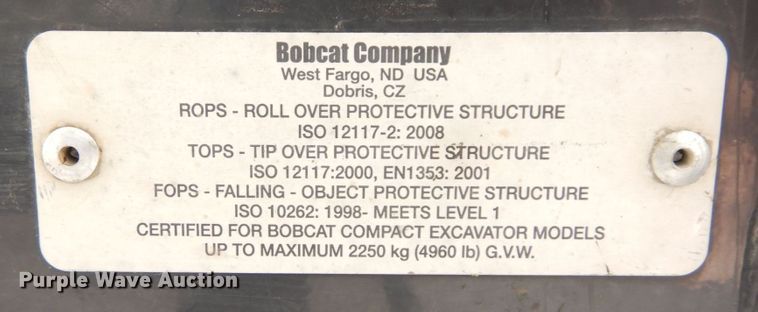 Bobcat Company
West Fargo, ND USA
Dobris, CZ
ROPS - ROLL OVER PROTECTIVE STRUCTURE
ISO 12117-2: 2008
TOPS - TIP OVER PROTECTIVE STRUCTURE
ISO 12117:2000, EN1353: 2001
FOPS - FALLING - OBJECT PROTECTIVE STRUCTURE
ISO 10262: 1998- MEETS LEVEL 1
CERTIFIED FOR BOBCAT COMPACT EXCAVATOR MODELS
UP TO MAXIMUM 2250 kg (4960 lb) G.V.W.
Purple Wave Auction